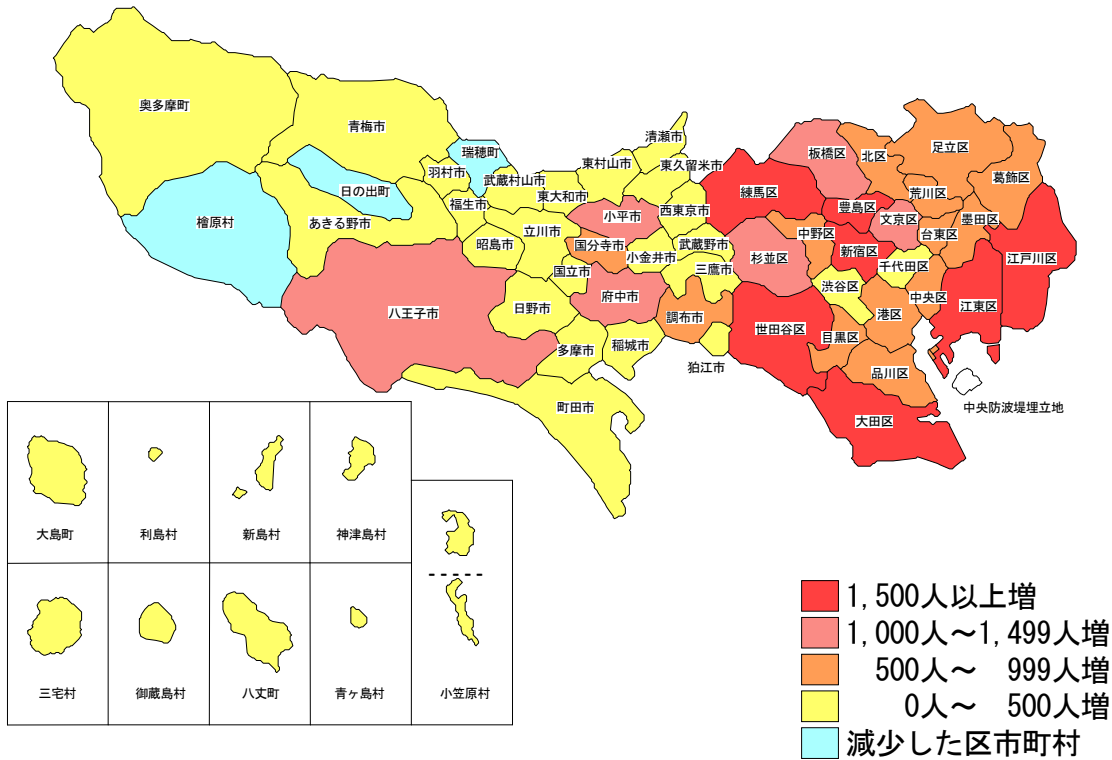 奥多摩町
青梅市
瑞穂町
日の出町
檜原村
あきる野市
羽村市
武蔵村山市
福生市
昭島市
立川市
東大和市
東村山市
清瀬市
東久留米市
小平市
西東京市
国分寺市
小金井市
武蔵野市
三鷹市
国立市
府中市
調布市
日野市
八王子市
多摩市
稲城市
狛江市
町田市
板橋区
北区
足立区
葛飾区
荒川区
練馬区
豊島区
文京区
台東区
墨田区
江戸川区
中野区
新宿区
杉並区
千代田区
渋谷区
中央区
江東区
港区
世田谷区
目黒区
品川区
大田区
中央防波堤埋立地
大島町
利島村
新島村
神津島村
三宅村
御蔵島村
八丈町
青ヶ島村
小笠原村
1,500人以上増
1,000人～1,499人増
500人～ 999人増
0人～ 500人増
減少した区市町村